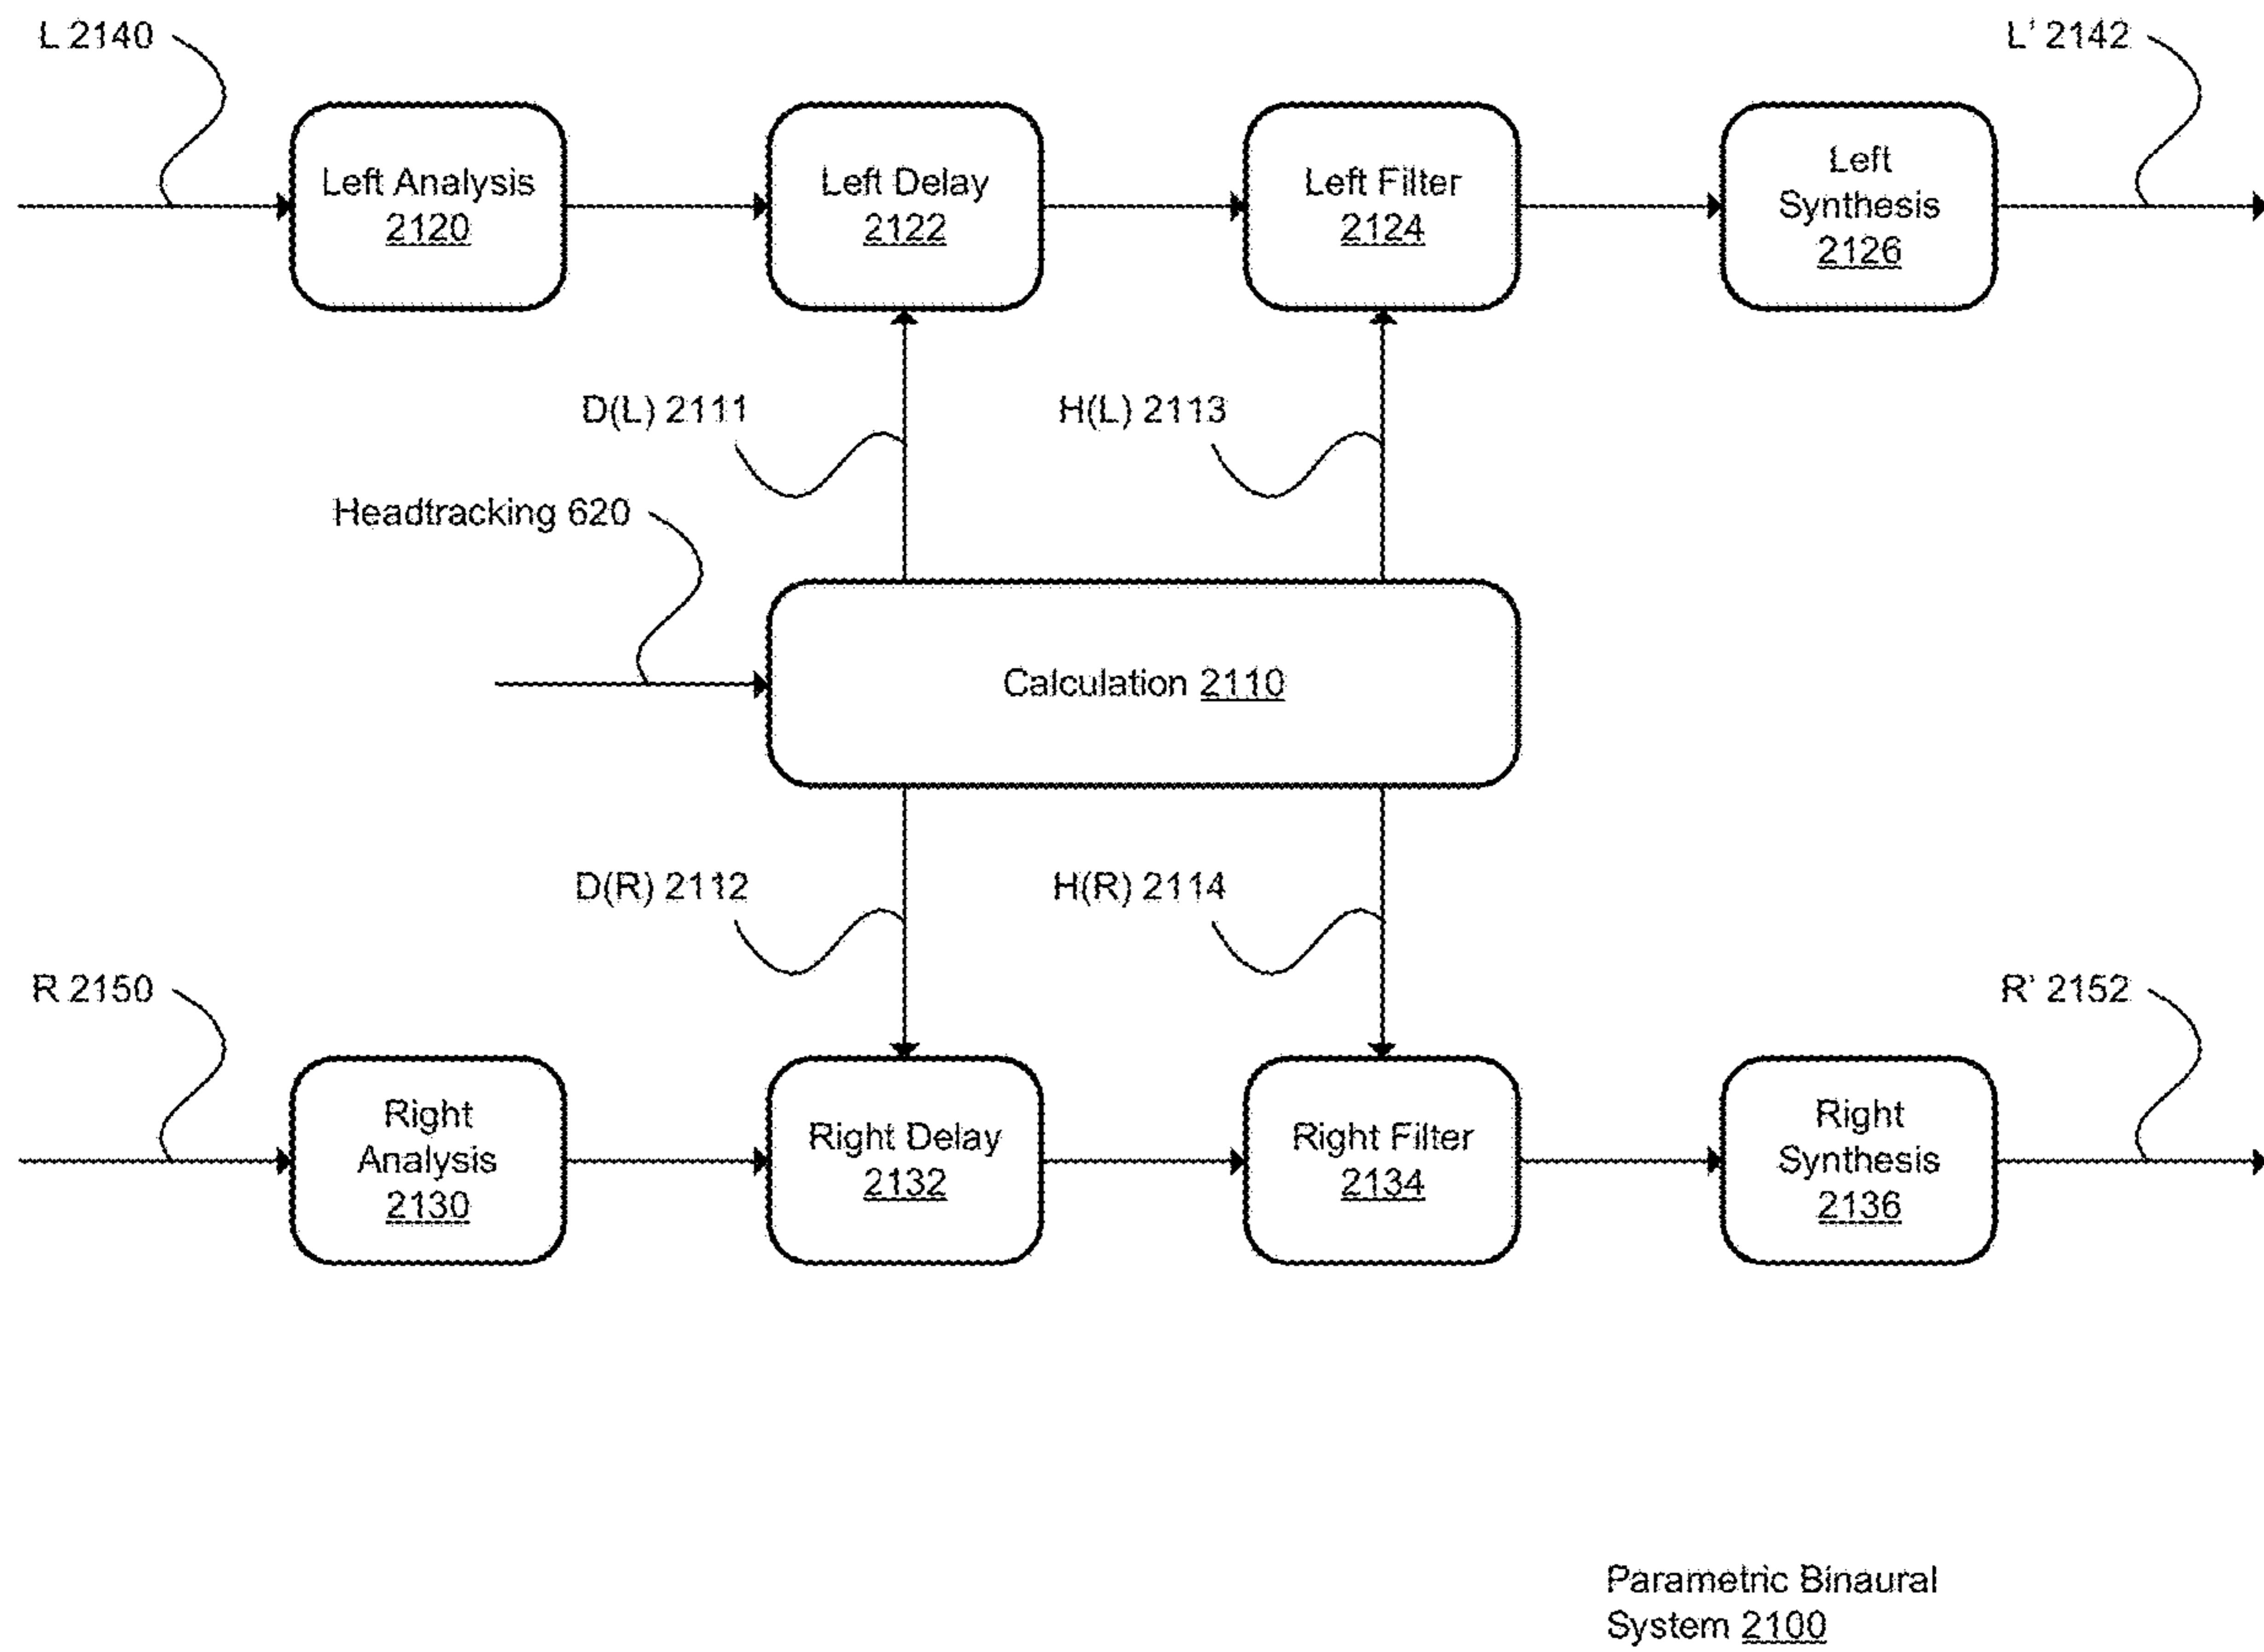 L 2140
L' 2142
Left Analysis
2120
Left Delay
2122
Left Filter
2124
Left
Synthesis
2126
D(L) 2111
H(L) 2113
Headtracking 620
Calculation 2110
D(R) 2112
H(R) 2114
R 2150
R' 2152
Right
Analysis
2130
Right Delay
2132
Right Filter
2134
Right
Synthesis
2136
Parametric Binaural
System 2100